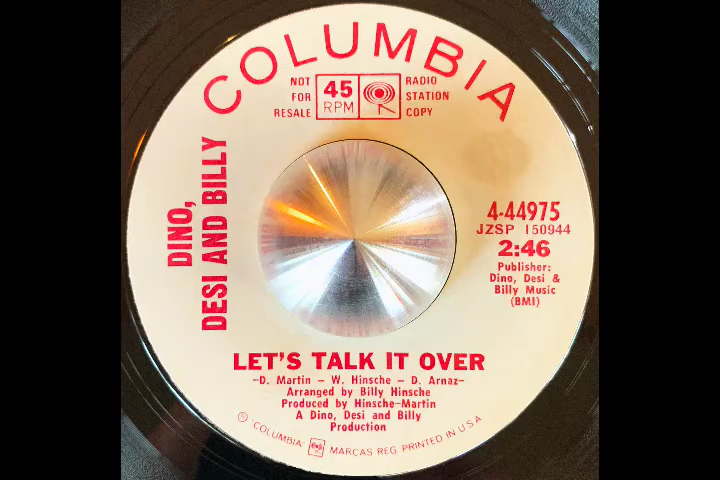 COLUMBIA
NOT FOR RESALE
45 RPM
RADIO STATION COPY
DINO,
DESI AND BILLY
4-44975
JZSP 150944
2:46
Publisher:
Dino, Desi &
Billy Music
(BMI)
LET'S TALK IT OVER
-D. Martin - W. Hinsche - D. Arnaz-
Arranged by Billy Hinsche
Produced by Hinsche-Martin
A Dino, Desi and Billy
Production
© "COLUMBIA" MARCAS REG. PRINTED IN U.S.A.